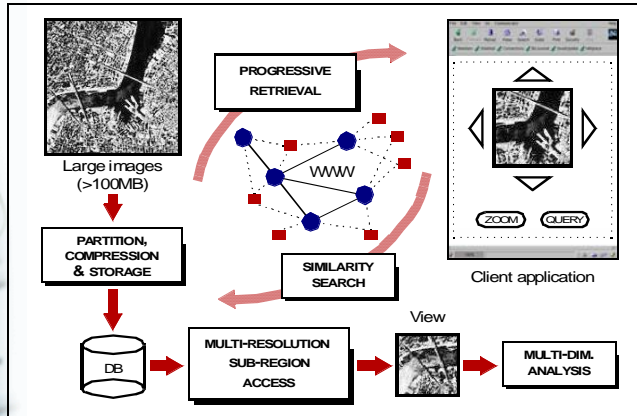 PROGRESSIVE
RETRIEVAL
Large images
(>100MB)
WWW
ZOOM
QUERY
PARTITION,
COMPRESSION
& STORAGE
SIMILARITY
SEARCH
Client application
View
DB
MULTI-RESOLUTION
SUB-REGION
ACCESS
MULTI-DIM.
ANALYSIS